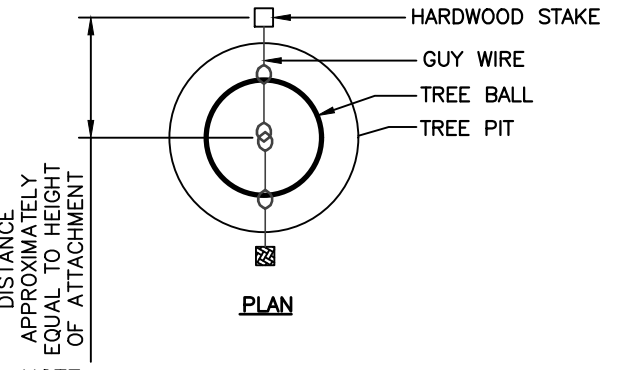 HARDWOOD STAKE
GUY WIRE
TREE BALL
TREE PIT
DISTANCE
APPROXIMATELY
EQUAL TO HEIGHT
OF ATTACHMENT
PLAN